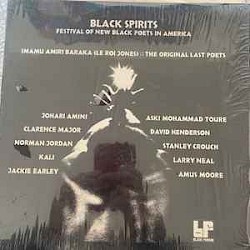 BLACK SPIRITS
FESTIVAL OF NEW BLACK POETS IN AMERICA
IMAMU AMIRI BARAKA (LE ROI JONES) :: THE ORIGINAL LAST POETS
JOHARI AMINI
ASKI MOHAMMAD TOURE
CLARENCE MAJOR
DAVID HENDERSON
NORMAN JORDAN
STANLEY CROUCH
KALI
LARRY NEAL
JACKIE EARLEY
AMUS MOORE
BLACK FORUM